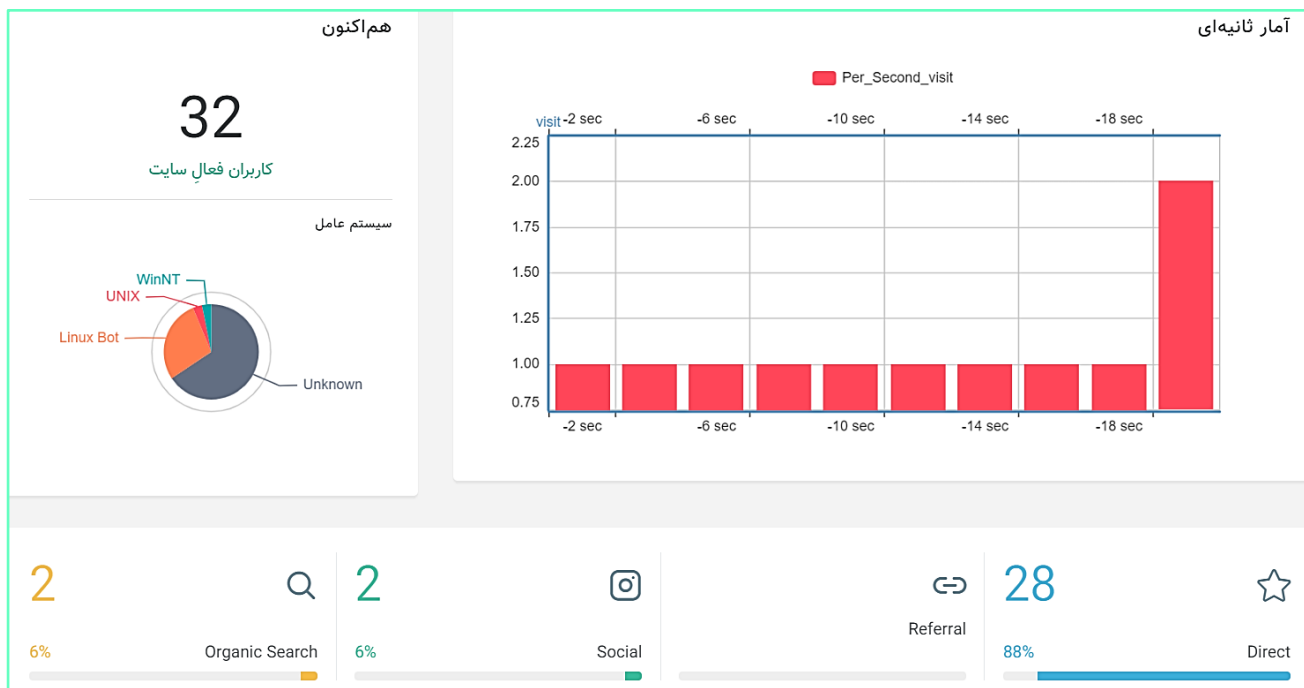 هم‌اکنون
32
کاربران فعالِ سایت
سیستم عامل
WinNT
UNIX
Linux Bot
Unknown
آمار ثانیه‌ای
Per_Second_visit
visit
-2 sec -6 sec -10 sec -14 sec -18 sec
2.25
2.00
1.75
1.50
1.25
1.00
0.75
-2 sec -6 sec -10 sec -14 sec -18 sec
2
6% Organic Search
2
6% Social
Referral
28
88% Direct